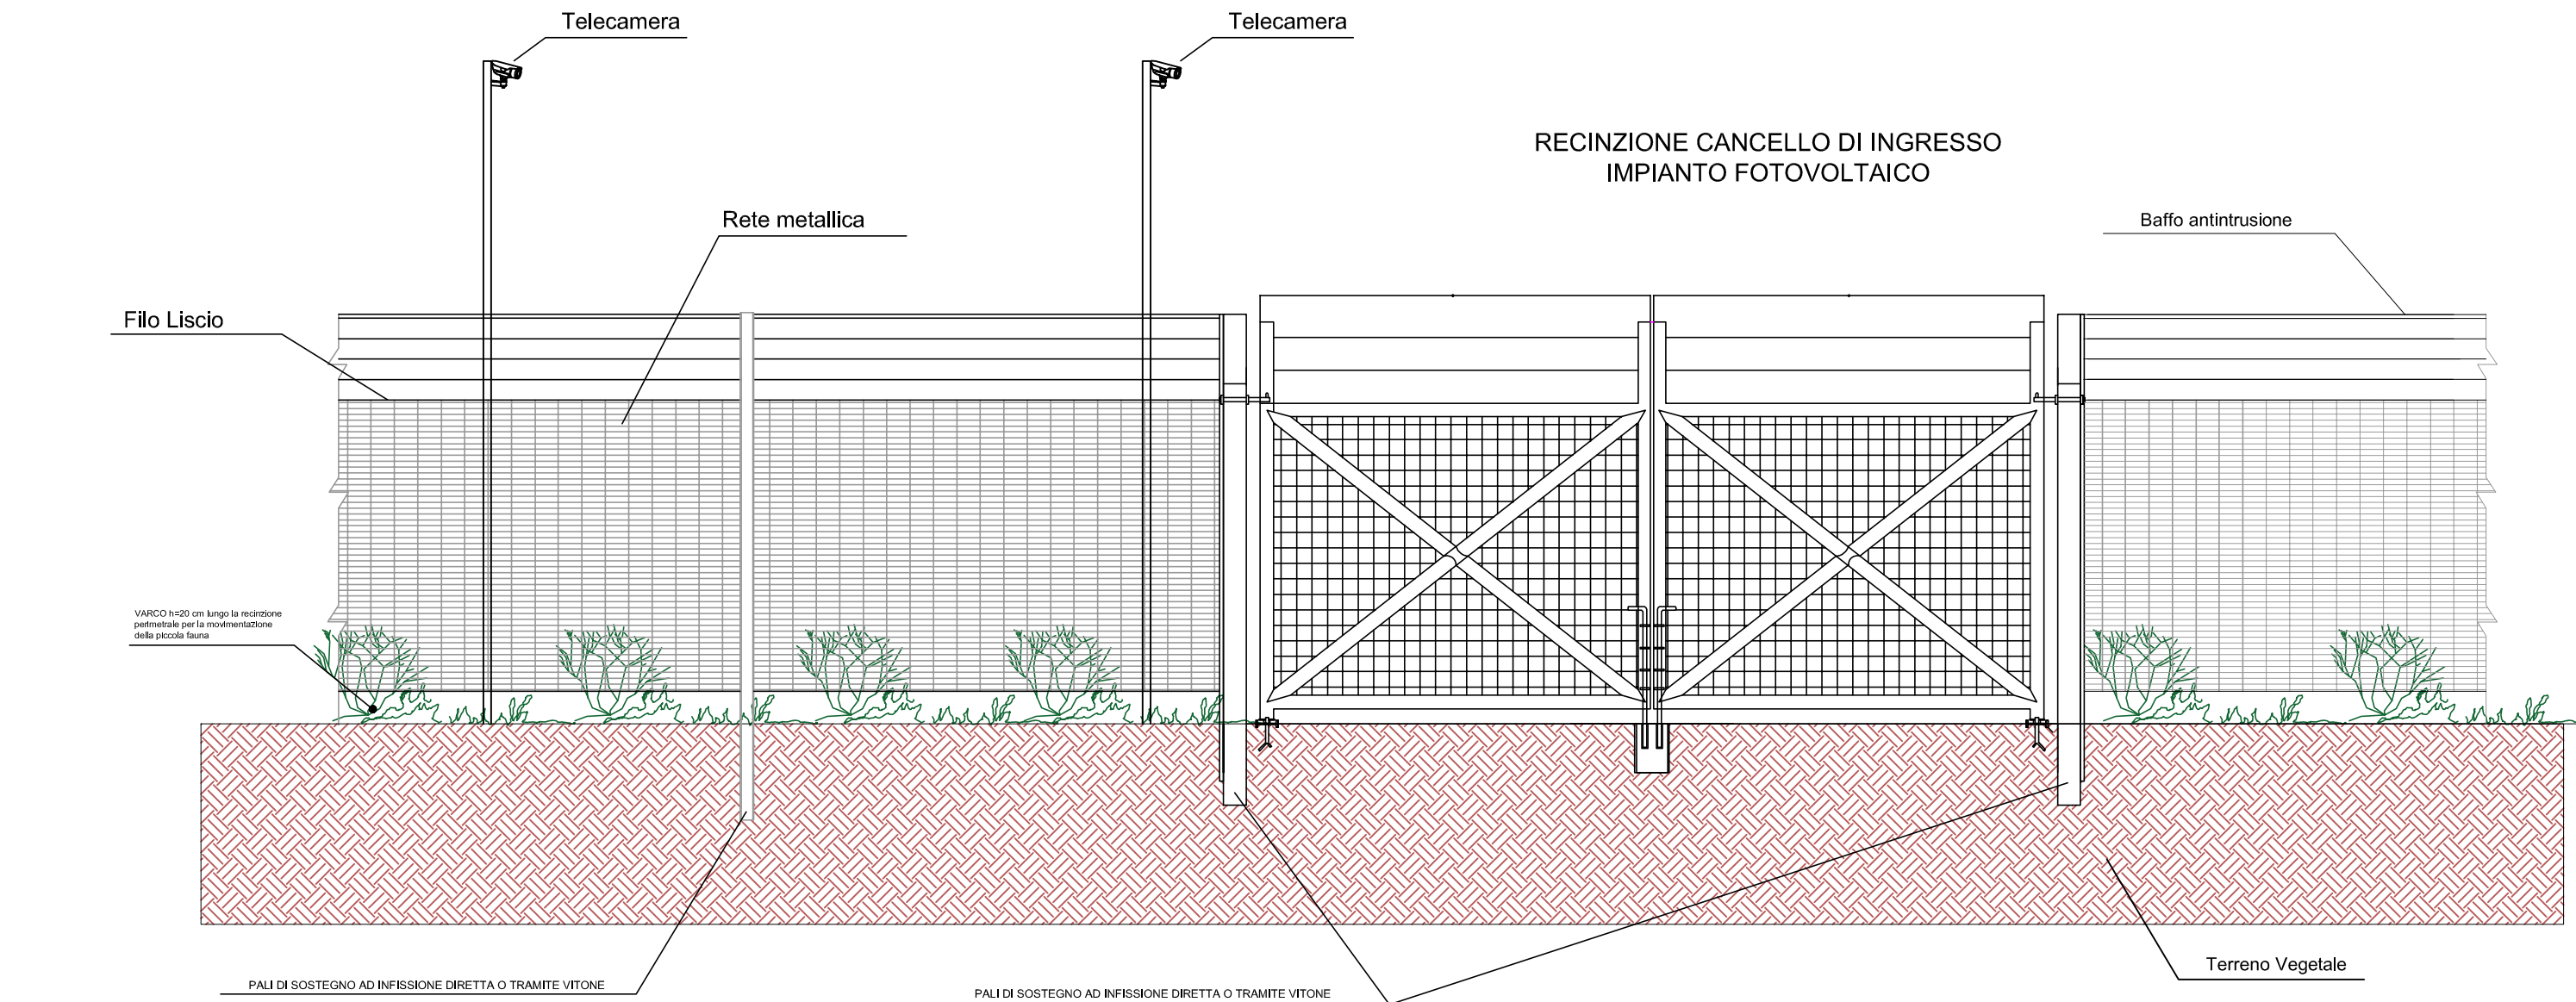 Telecamera
Telecamera
RECINZIONE CANCELLO DI INGRESSO
IMPIANTO FOTOVOLTAICO
Rete metallica
Baffo antintrusione
Filo Liscio
VARCO h=20 cm lungo la recinzione
perimetrale per la movimentazione
della piccola fauna
Terreno Vegetale
PALI DI SOSTEGNO AD INFISSIONE DIRETTA O TRAMITE VITONE
PALI DI SOSTEGNO AD INFISSIONE DIRETTA O TRAMITE VITONE